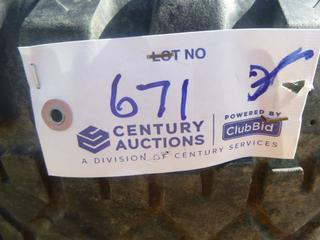 LOT NO
671
CENTURY
AUCTIONS
POWERED BY
ClubBid
A DIVISION OF CENTURY SERVICES